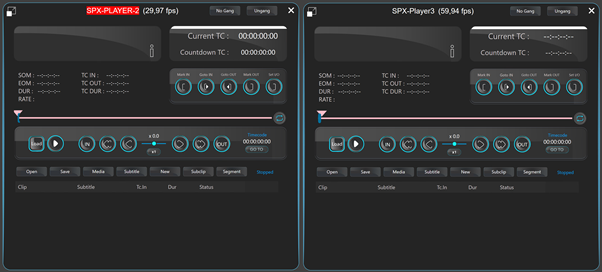 SPX-PLAYER-2 (29,97 fps) No Gang Ungang
Current TC : 00:00:00:00
Countdown TC : 00:00:00:00
SOM : --:--:--:-- TC IN : --:--:--:--
EOM : --:--:--:-- TC OUT : --:--:--:--
DUR : --:--:--:-- TC DUR : --:--:--:--
RATE :
Mark IN Goto IN Goto OUT Mark OUT Set I/O
x 0.0
Timecode
00:00:00:00
Load IN OUT
x1 GO TO
Open Save Media Subtitle New Subclip Segment Stopped
Clip Subtitle Tc.In Dur Status
SPX-Player3 (59,94 fps) No Gang Ungang
Current TC : --:--:--:--
Countdown TC : --:--:--:--
SOM : --:--:--:-- TC IN : --:--:--:--
EOM : --:--:--:-- TC OUT : --:--:--:--
DUR : --:--:--:-- TC DUR : --:--:--:--
RATE :
Mark IN Goto IN Goto OUT Mark OUT Set I/O
x 0.0
Timecode
00:00:00:00
Load IN OUT
x1 GO TO
Open Save Media Subtitle New Subclip Segment Stopped
Clip Subtitle Tc.In Dur Status